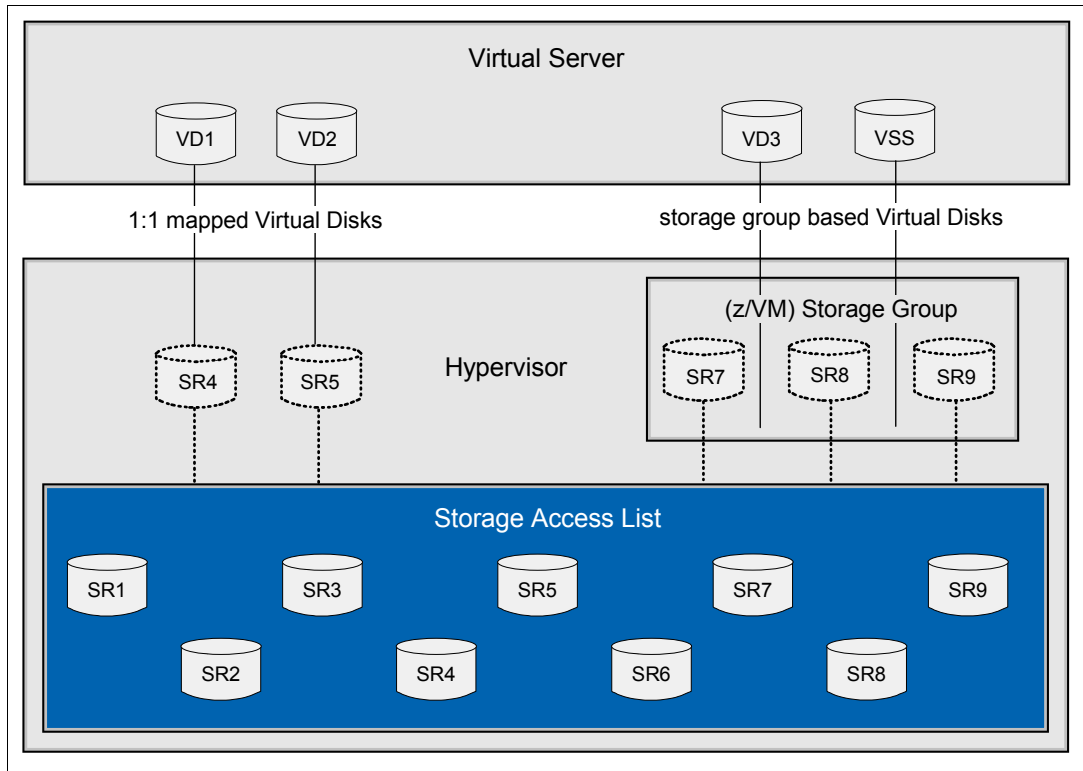 Virtual Server
VD1
VD2
VD3
VSS
1:1 mapped Virtual Disks
storage group based Virtual Disks
(z/VM) Storage Group
Hypervisor
SR4
SR5
SR7
SR8
SR9
Storage Access List
SR1
SR3
SR5
SR7
SR9
SR2
SR4
SR6
SR8